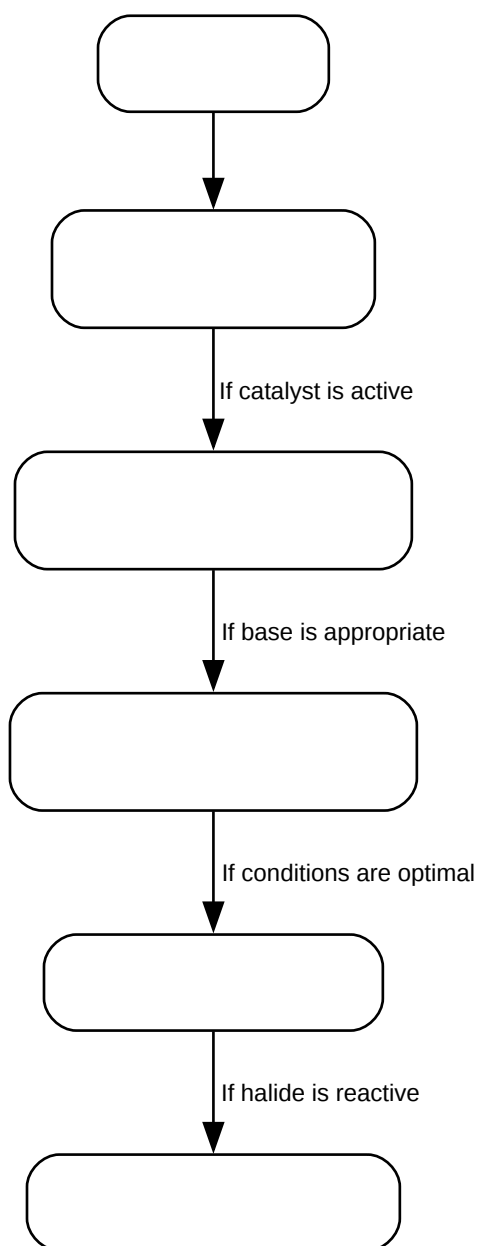 If catalyst is active
If base is appropriate
If conditions are optimal
If halide is reactive